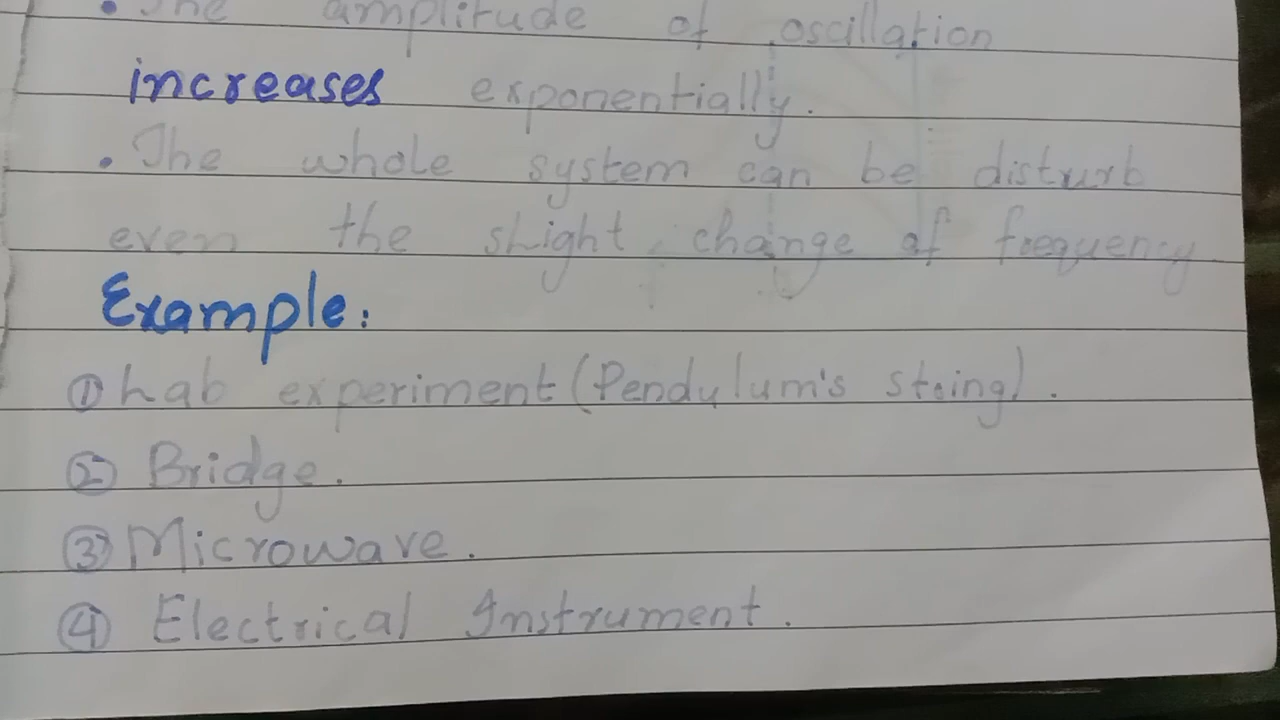 • The amplitude of oscillation
increases exponentially.
• The whole system can be disturb
even the slight change of frequency
Example:
① Lab experiment (Pendulum's string).
② Bridge.
③ Microwave.
④ Electrical Instrument.